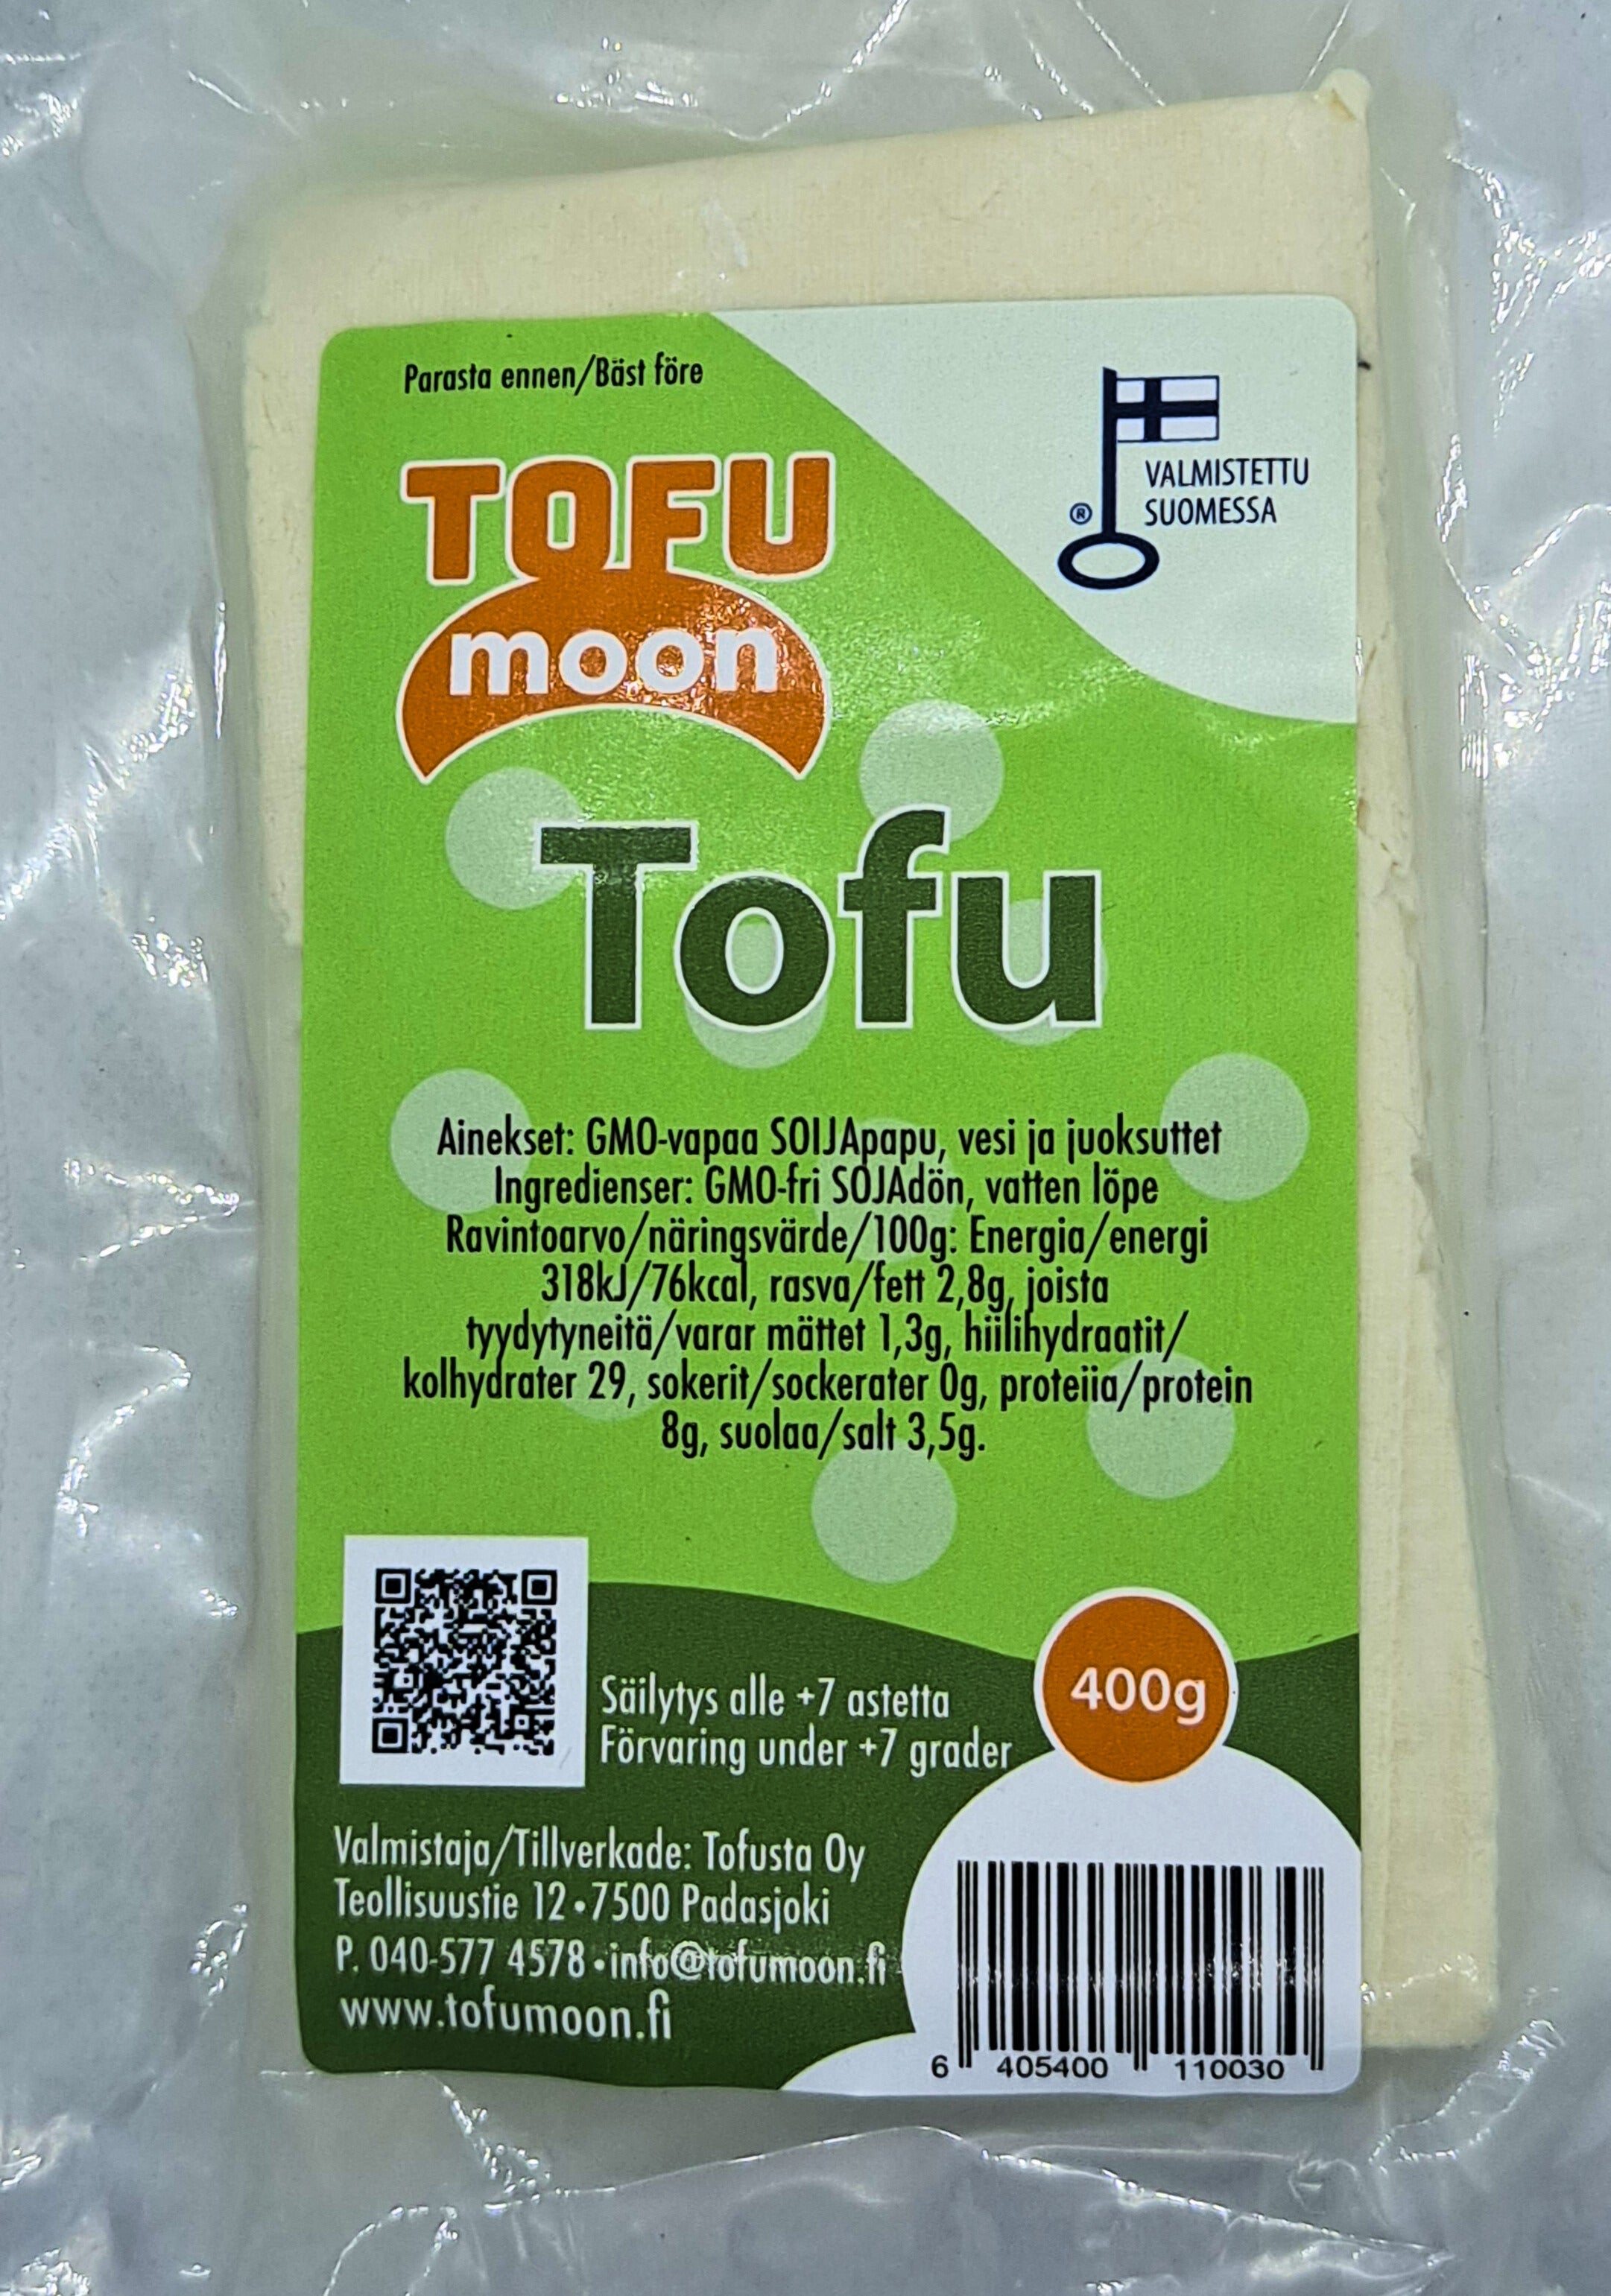 Parasta ennen/Bäst före
VALMISTETTU
® SUOMESSA
TOFU
moon
Tofu
Ainekset: GMO-vapaa SOIJApapu, vesi ja juoksuttet
Ingredienser: GMO-fri SOJAdön, vatten löpe
Ravintoarvo/näringsvärde/100g: Energia/energi
318kJ/76kcal, rasva/fett 2,8g, joista
tyydytyneitä/varar mättet 1,3g, hiilihydraatit/
kolhydrater 29, sokerit/sockerater 0g, proteiia/protein
8g, suolaa/salt 3,5g.
400g
Säilytys alle +7 astetta
Förvaring under +7 grader
Valmistaja/Tillverkade: Tofusta Oy
Teollisuustie 12•7500 Padasjoki
P. 040-577 4578•info@tofumoon.fi
www.tofumoon.fi
6 405400 110030